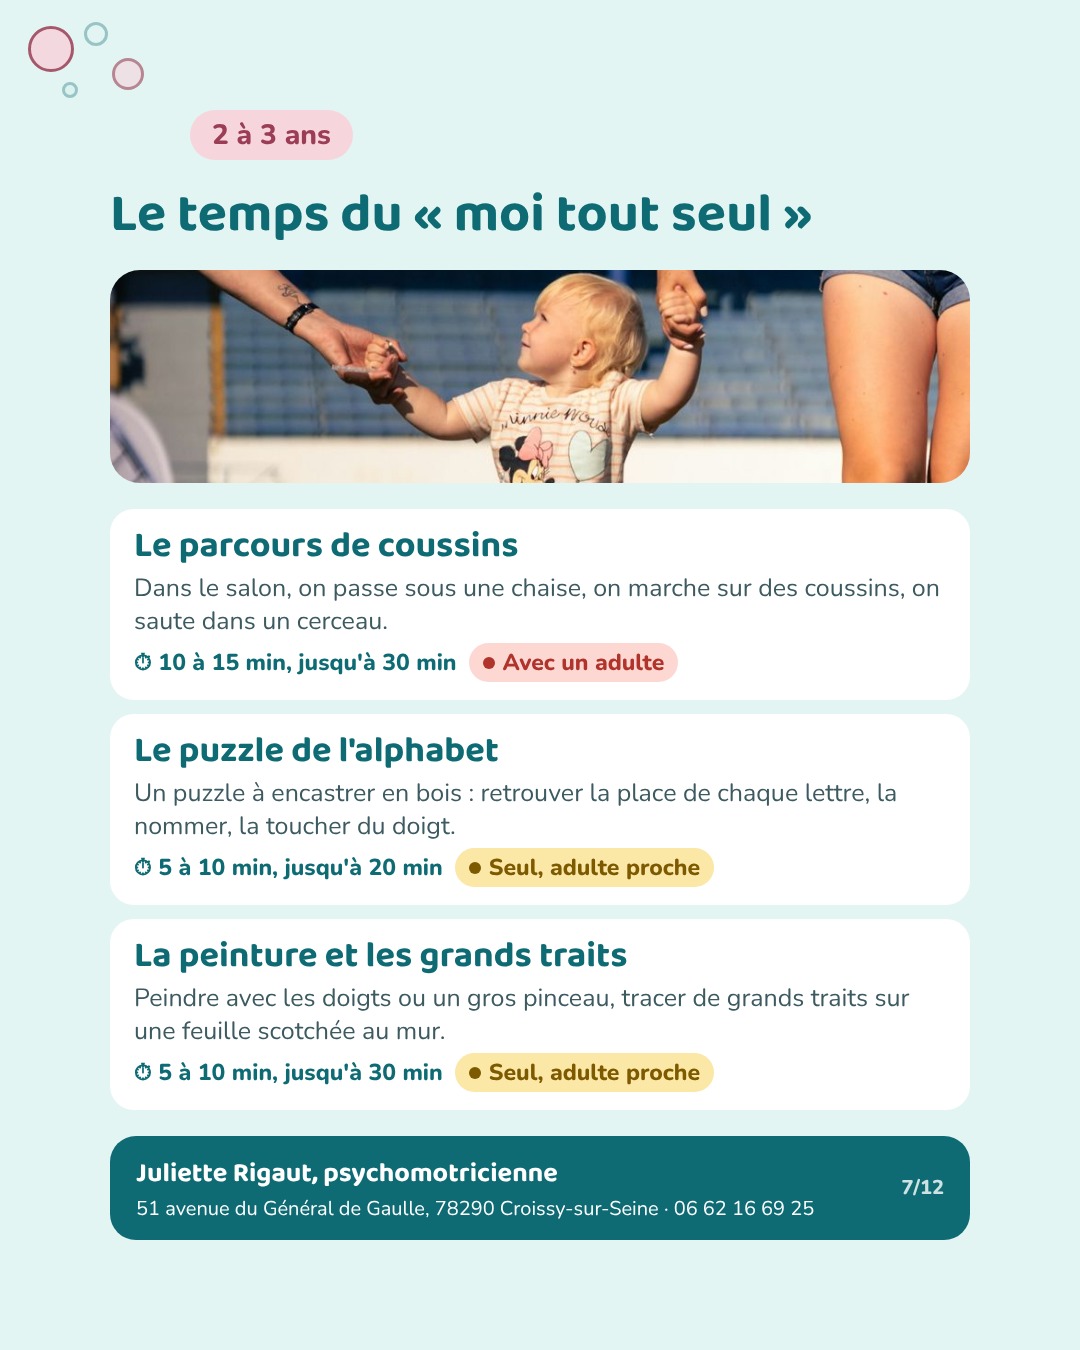 2 à 3 ans
Le temps du « moi tout seul »
Minnie Mouse
Le parcours de coussins
Dans le salon, on passe sous une chaise, on marche sur des coussins, on
saute dans un cerceau.
⏱ 10 à 15 min, jusqu'à 30 min • Avec un adulte
Le puzzle de l'alphabet
Un puzzle à encastrer en bois : retrouver la place de chaque lettre, la
nommer, la toucher du doigt.
⏱ 5 à 10 min, jusqu'à 20 min • Seul, adulte proche
La peinture et les grands traits
Peindre avec les doigts ou un gros pinceau, tracer de grands traits sur
une feuille scotchée au mur.
⏱ 5 à 10 min, jusqu'à 30 min • Seul, adulte proche
Juliette Rigaut, psychomotricienne
51 avenue du Général de Gaulle, 78290 Croissy-sur-Seine · 06 62 16 69 25
7/12